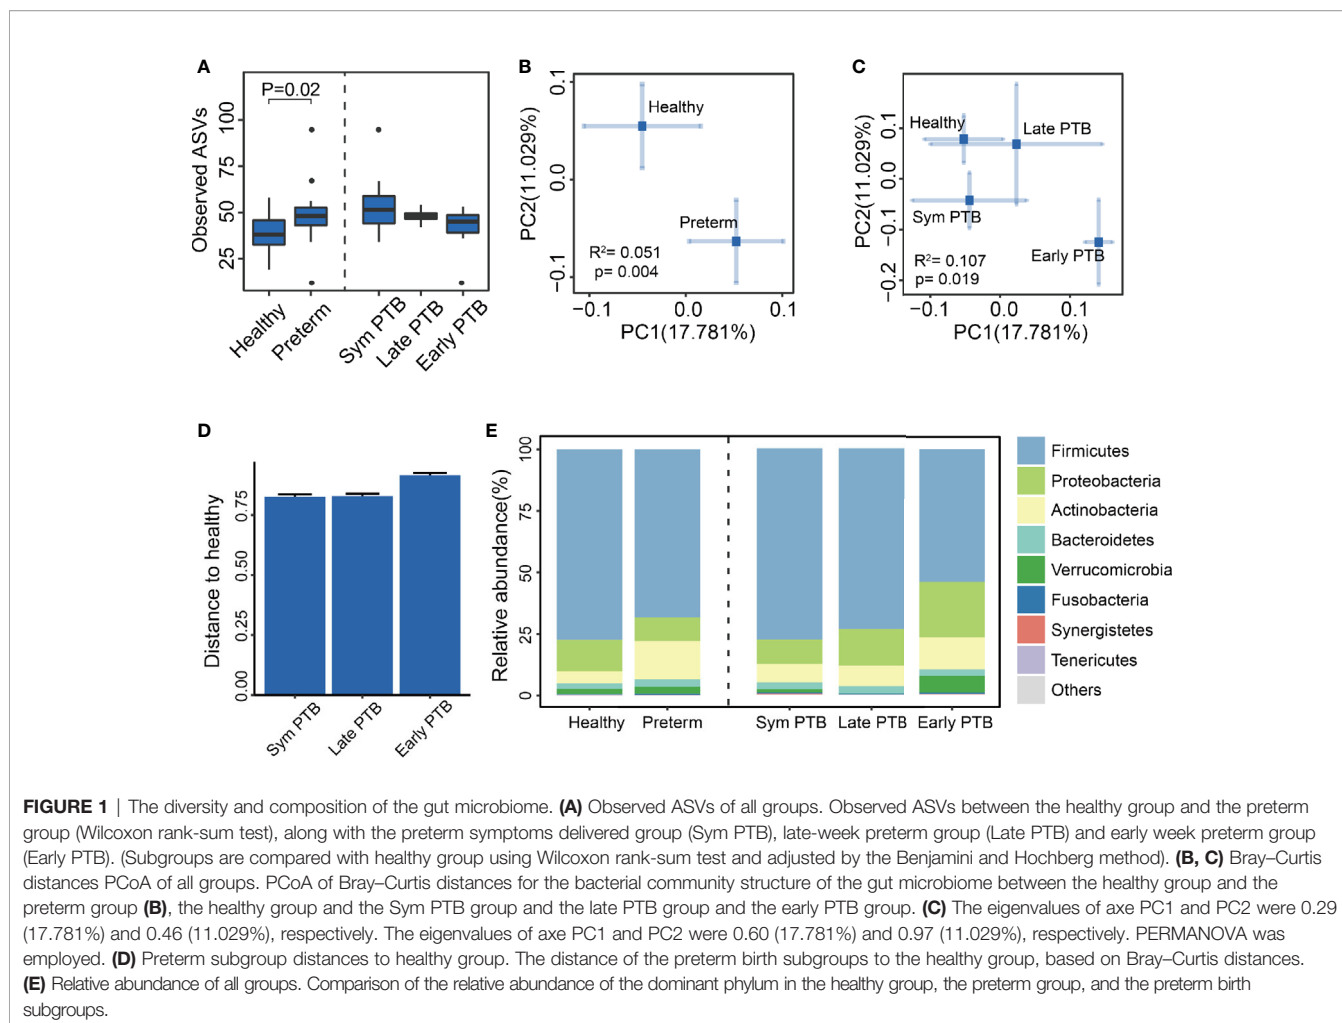 A
P=0.02
Observed ASVs
100
75
50
25
Healthy
Preterm
Sym PTB
Late PTB
Early PTB
B
PC2(11.029%)
0.1
0.0
−0.1
Healthy
Preterm
R²= 0.051
p= 0.004
−0.1
0.0
0.1
PC1(17.781%)
C
PC2(11.029%)
0.1
0.0
−0.1
−0.2
Healthy
Late PTB
Sym PTB
Early PTB
R²= 0.107
p= 0.019
−0.1
0.0
0.1
PC1(17.781%)
D
Distance to healthy
0.75
0.50
0.25
0.00
Sym PTB
Late PTB
Early PTB
E
Relative abundance(%)
100
75
50
25
0
Healthy
Preterm
Sym PTB
Late PTB
Early PTB
Firmicutes
Proteobacteria
Actinobacteria
Bacteroidetes
Verrucomicrobia
Fusobacteria
Synergistetes
Tenericutes
Others
FIGURE 1 | The diversity and composition of the gut microbiome. (A) Observed ASVs of all groups. Observed ASVs between the healthy group and the preterm
group (Wilcoxon rank-sum test), along with the preterm symptoms delivered group (Sym PTB), late-week preterm group (Late PTB) and early week preterm group
(Early PTB). (Subgroups are compared with healthy group using Wilcoxon rank-sum test and adjusted by the Benjamini and Hochberg method). (B, C) Bray–Curtis
distances PCoA of all groups. PCoA of Bray–Curtis distances for the bacterial community structure of the gut microbiome between the healthy group and the
preterm group (B), the healthy group and the Sym PTB group and the late PTB group and the early PTB group. (C) The eigenvalues of axe PC1 and PC2 were 0.29
(17.781%) and 0.46 (11.029%), respectively. The eigenvalues of axe PC1 and PC2 were 0.60 (17.781%) and 0.97 (11.029%), respectively. PERMANOVA was
employed. (D) Preterm subgroup distances to healthy group. The distance of the preterm birth subgroups to the healthy group, based on Bray–Curtis distances.
(E) Relative abundance of all groups. Comparison of the relative abundance of the dominant phylum in the healthy group, the preterm group, and the preterm birth
subgroups.